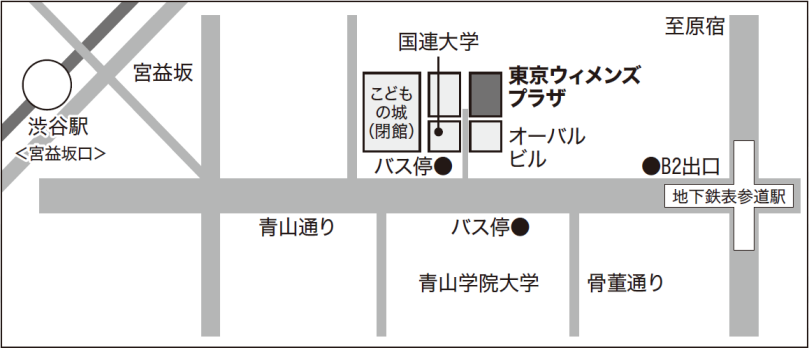 至原宿
国連大学
宮益坂
東京ウィメンズ
プラザ
こども
の城
（閉館）
渋谷駅
<宮益坂口>
オーバル
ビル
バス停●
●B2出口
地下鉄表参道駅
青山通り
バス停●
青山学院大学
骨董通り